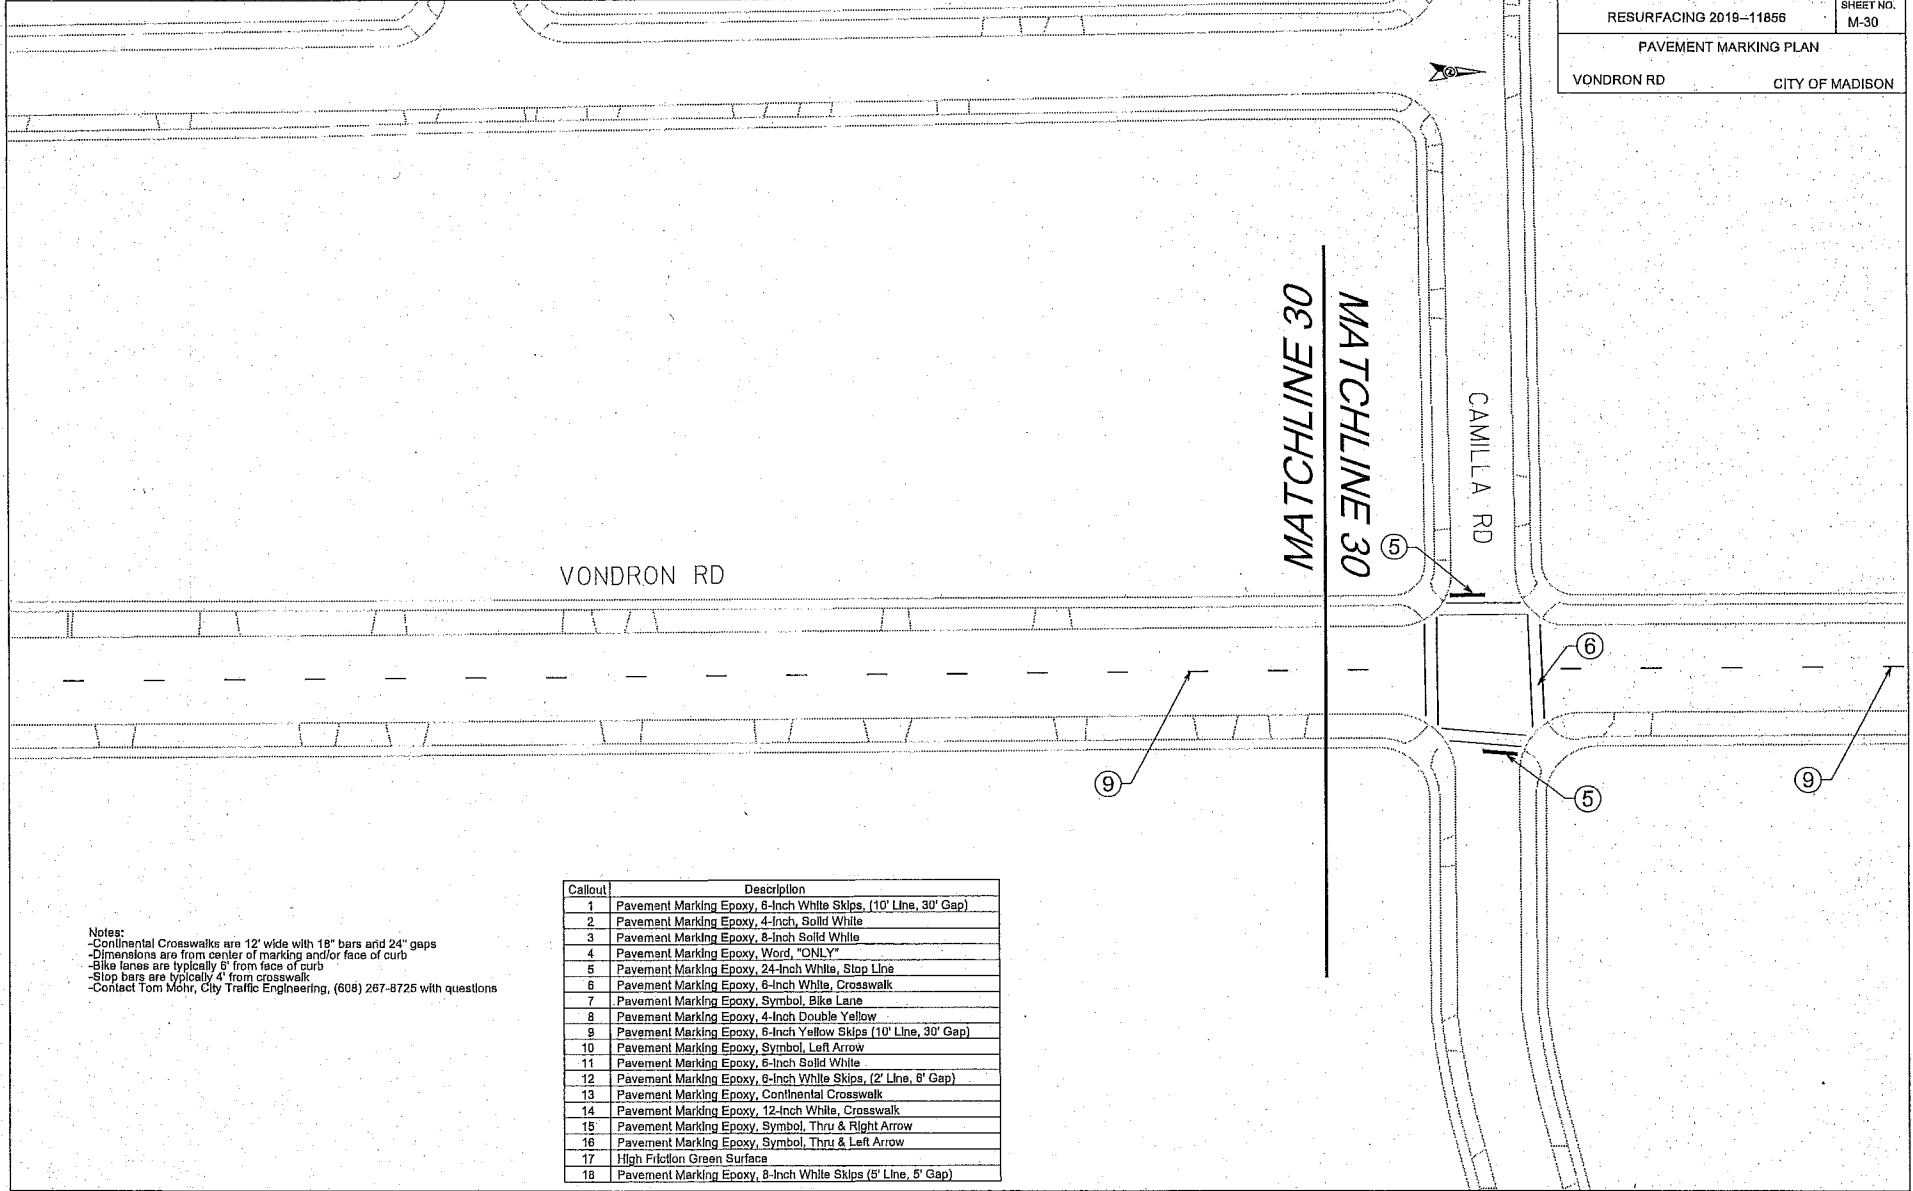 RESURFACING 2019-11856
SHEET NO.
M-30
PAVEMENT MARKING PLAN
VONDRON RD
CITY OF MADISON
MATCHLINE 30
MATCHLINE 30
CAMILLA RD
VONDRON RD
5
6
9
5
9
Notes:
-Continental Crosswalks are 12' wide with 18" bars and 24" gaps
-Dimensions are from center of marking and/or face of curb
-Bike lanes are typically 6' from face of curb
-Stop bars are typically 4' from crosswalk
-Contact Tom Mohr, City Traffic Engineering, (608) 267-8725 with questions
Callout Description
1 Pavement Marking Epoxy, 6-Inch White Skips, (10' Line, 30' Gap)
2 Pavement Marking Epoxy, 4-Inch, Solid White
3 Pavement Marking Epoxy, 8-Inch Solid White
4 Pavement Marking Epoxy, Word, "ONLY"
5 Pavement Marking Epoxy, 24-Inch White, Stop Line
6 Pavement Marking Epoxy, 6-Inch White, Crosswalk
7 Pavement Marking Epoxy, Symbol, Bike Lane
8 Pavement Marking Epoxy, 4-Inch Double Yellow
9 Pavement Marking Epoxy, 6-Inch Yellow Skips (10' Line, 30' Gap)
10 Pavement Marking Epoxy, Symbol, Left Arrow
11 Pavement Marking Epoxy, 6-Inch Solid White
12 Pavement Marking Epoxy, 6-Inch White Skips, (2' Line, 6' Gap)
13 Pavement Marking Epoxy, Continental Crosswalk
14 Pavement Marking Epoxy, 12-Inch White, Crosswalk
15 Pavement Marking Epoxy, Symbol, Thru & Right Arrow
16 Pavement Marking Epoxy, Symbol, Thru & Left Arrow
17 High Friction Green Surface
18 Pavement Marking Epoxy, 8-Inch White Skips (5' Line, 5' Gap)